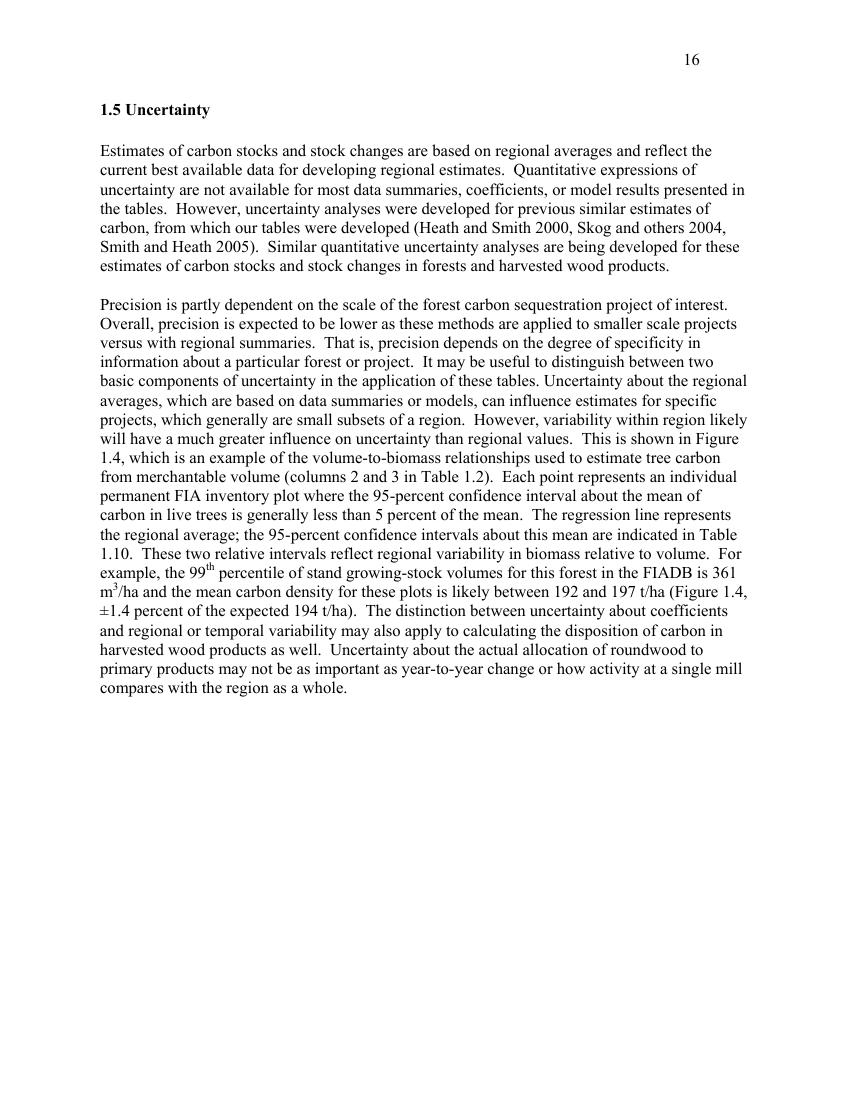 16
1.5 Uncertainty
Estimates of carbon stocks and stock changes are based on regional averages and reflect the
current best available data for developing regional estimates.  Quantitative expressions of
uncertainty are not available for most data summaries, coefficients, or model results presented in
the tables.  However, uncertainty analyses were developed for previous similar estimates of
carbon, from which our tables were developed (Heath and Smith 2000, Skog and others 2004,
Smith and Heath 2005).  Similar quantitative uncertainty analyses are being developed for these
estimates of carbon stocks and stock changes in forests and harvested wood products.
Precision is partly dependent on the scale of the forest carbon sequestration project of interest.
Overall, precision is expected to be lower as these methods are applied to smaller scale projects
versus with regional summaries.  That is, precision depends on the degree of specificity in
information about a particular forest or project.  It may be useful to distinguish between two
basic components of uncertainty in the application of these tables. Uncertainty about the regional
averages, which are based on data summaries or models, can influence estimates for specific
projects, which generally are small subsets of a region.  However, variability within region likely
will have a much greater influence on uncertainty than regional values.  This is shown in Figure
1.4, which is an example of the volume-to-biomass relationships used to estimate tree carbon
from merchantable volume (columns 2 and 3 in Table 1.2).  Each point represents an individual
permanent FIA inventory plot where the 95-percent confidence interval about the mean of
carbon in live trees is generally less than 5 percent of the mean.  The regression line represents
the regional average; the 95-percent confidence intervals about this mean are indicated in Table
1.10.  These two relative intervals reflect regional variability in biomass relative to volume.  For
example, the 99th percentile of stand growing-stock volumes for this forest in the FIADB is 361
m3/ha and the mean carbon density for these plots is likely between 192 and 197 t/ha (Figure 1.4,
±1.4 percent of the expected 194 t/ha).  The distinction between uncertainty about coefficients
and regional or temporal variability may also apply to calculating the disposition of carbon in
harvested wood products as well.  Uncertainty about the actual allocation of roundwood to
primary products may not be as important as year-to-year change or how activity at a single mill
compares with the region as a whole.